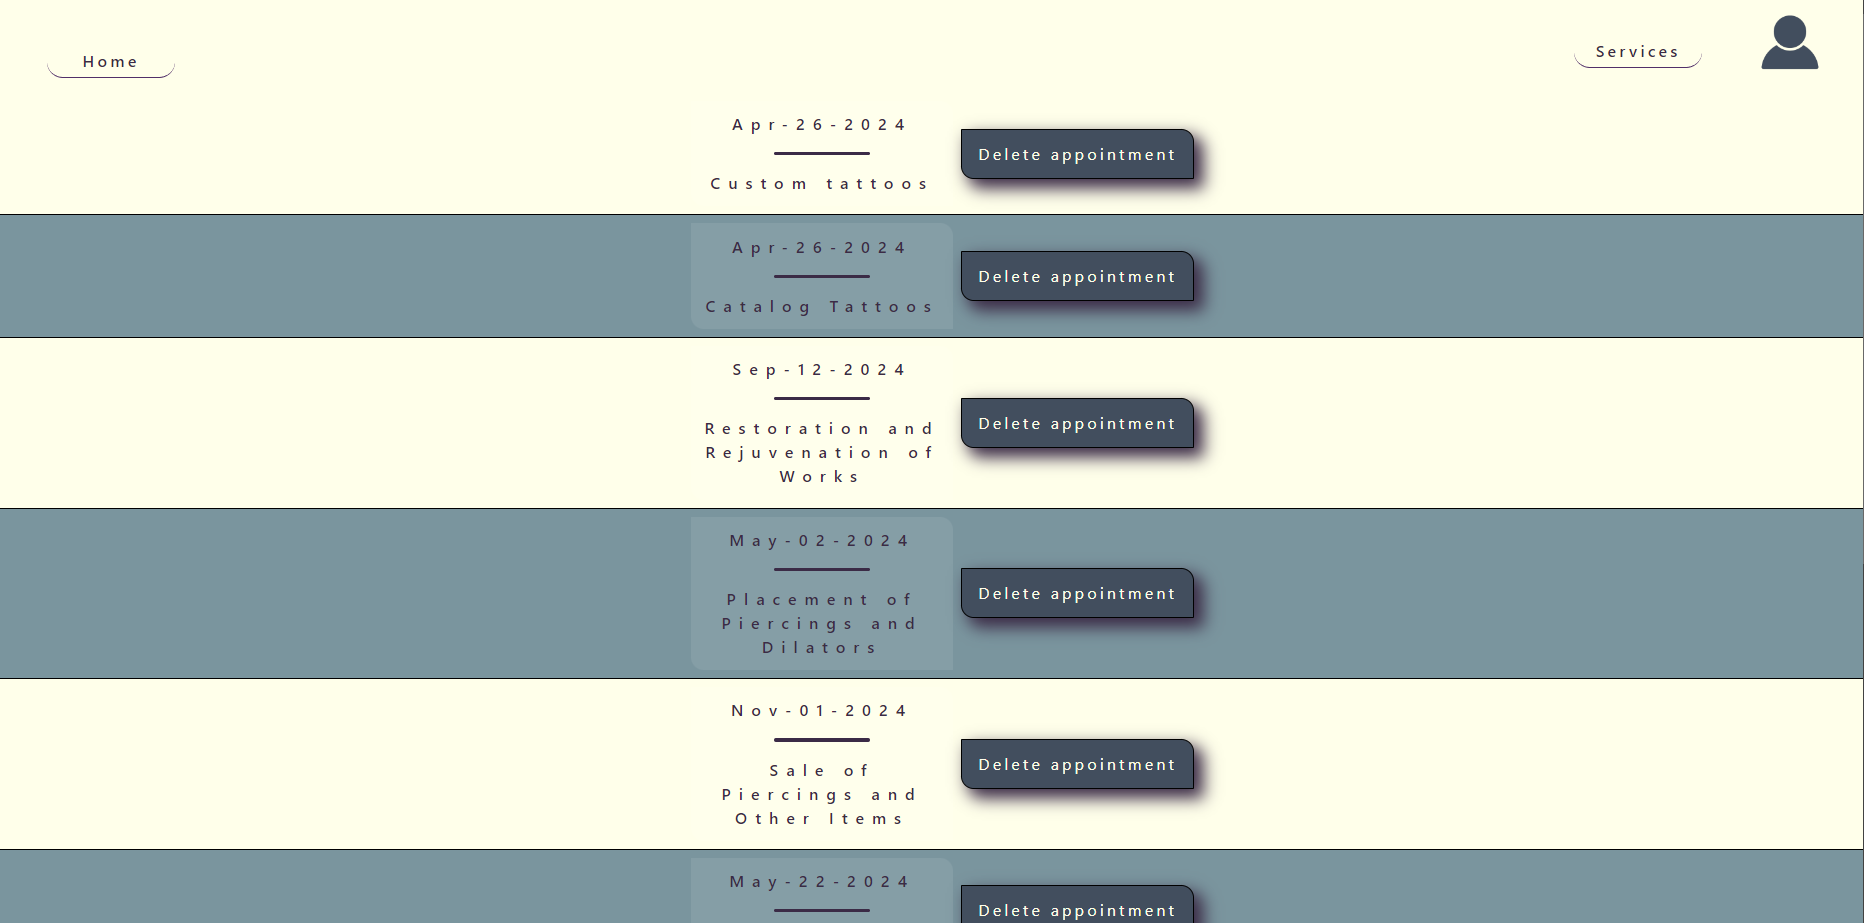 Home
Services
Apr-26-2024
Custom tattoos
Delete appointment
Apr-26-2024
Catalog Tattoos
Delete appointment
Sep-12-2024
Restoration and
Rejuvenation of
Works
Delete appointment
May-02-2024
Placement of
Piercings and
Dilators
Delete appointment
Nov-01-2024
Sale of
Piercings and
Other Items
Delete appointment
May-22-2024
Delete appointment